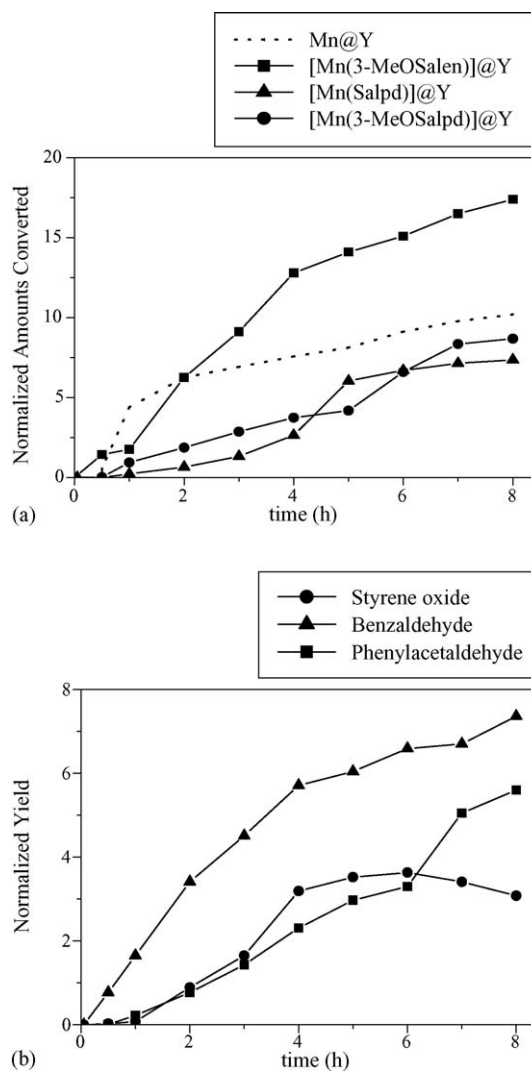 Mn@Y
[Mn(3-MeOSalen)]@Y
[Mn(Salpd)]@Y
[Mn(3-MeOSalpd)]@Y
20
15
10
5
0
Normalized Amounts Converted
0 2 4 6 8
time (h)
(a)
Styrene oxide
Benzaldehyde
Phenylacetaldehyde
8
6
4
2
0
Normalized Yield
0 2 4 6 8
time (h)
(b)